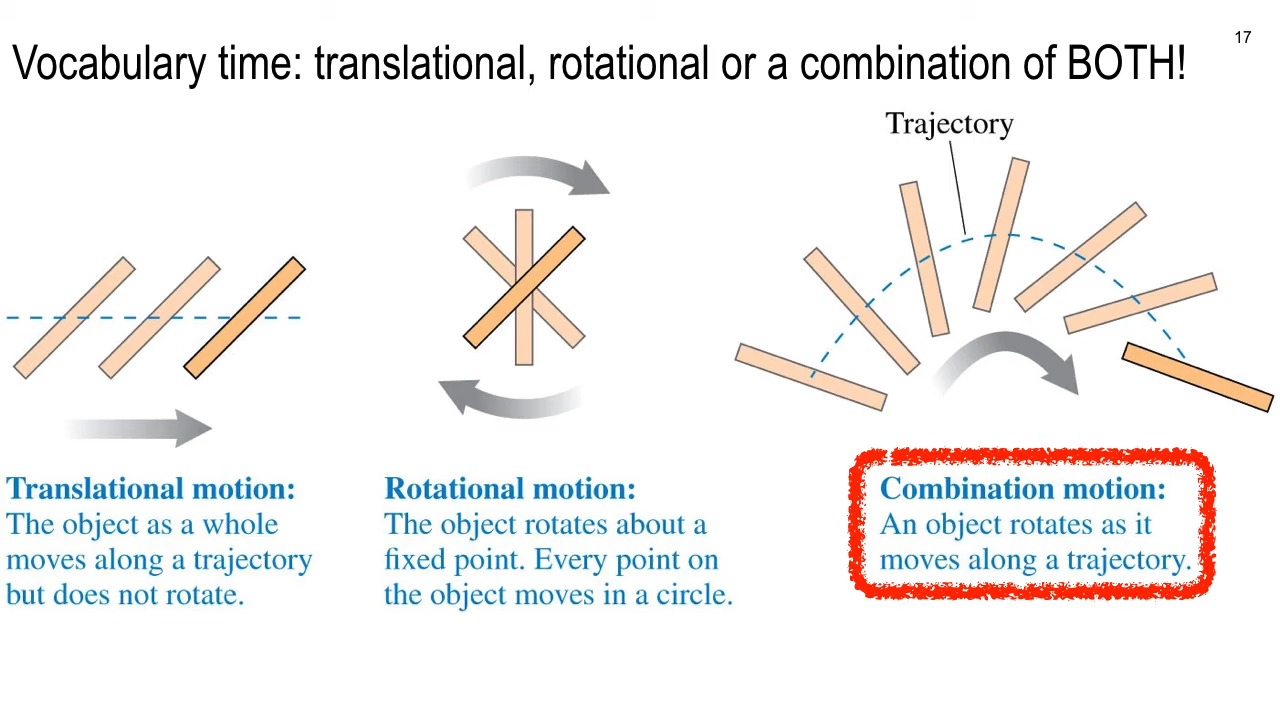 17
Vocabulary time: translational, rotational or a combination of BOTH!
Trajectory
Translational motion:
The object as a whole
moves along a trajectory
but does not rotate.
Rotational motion:
The object rotates about a
fixed point. Every point on
the object moves in a circle.
Combination motion:
An object rotates as it
moves along a trajectory.